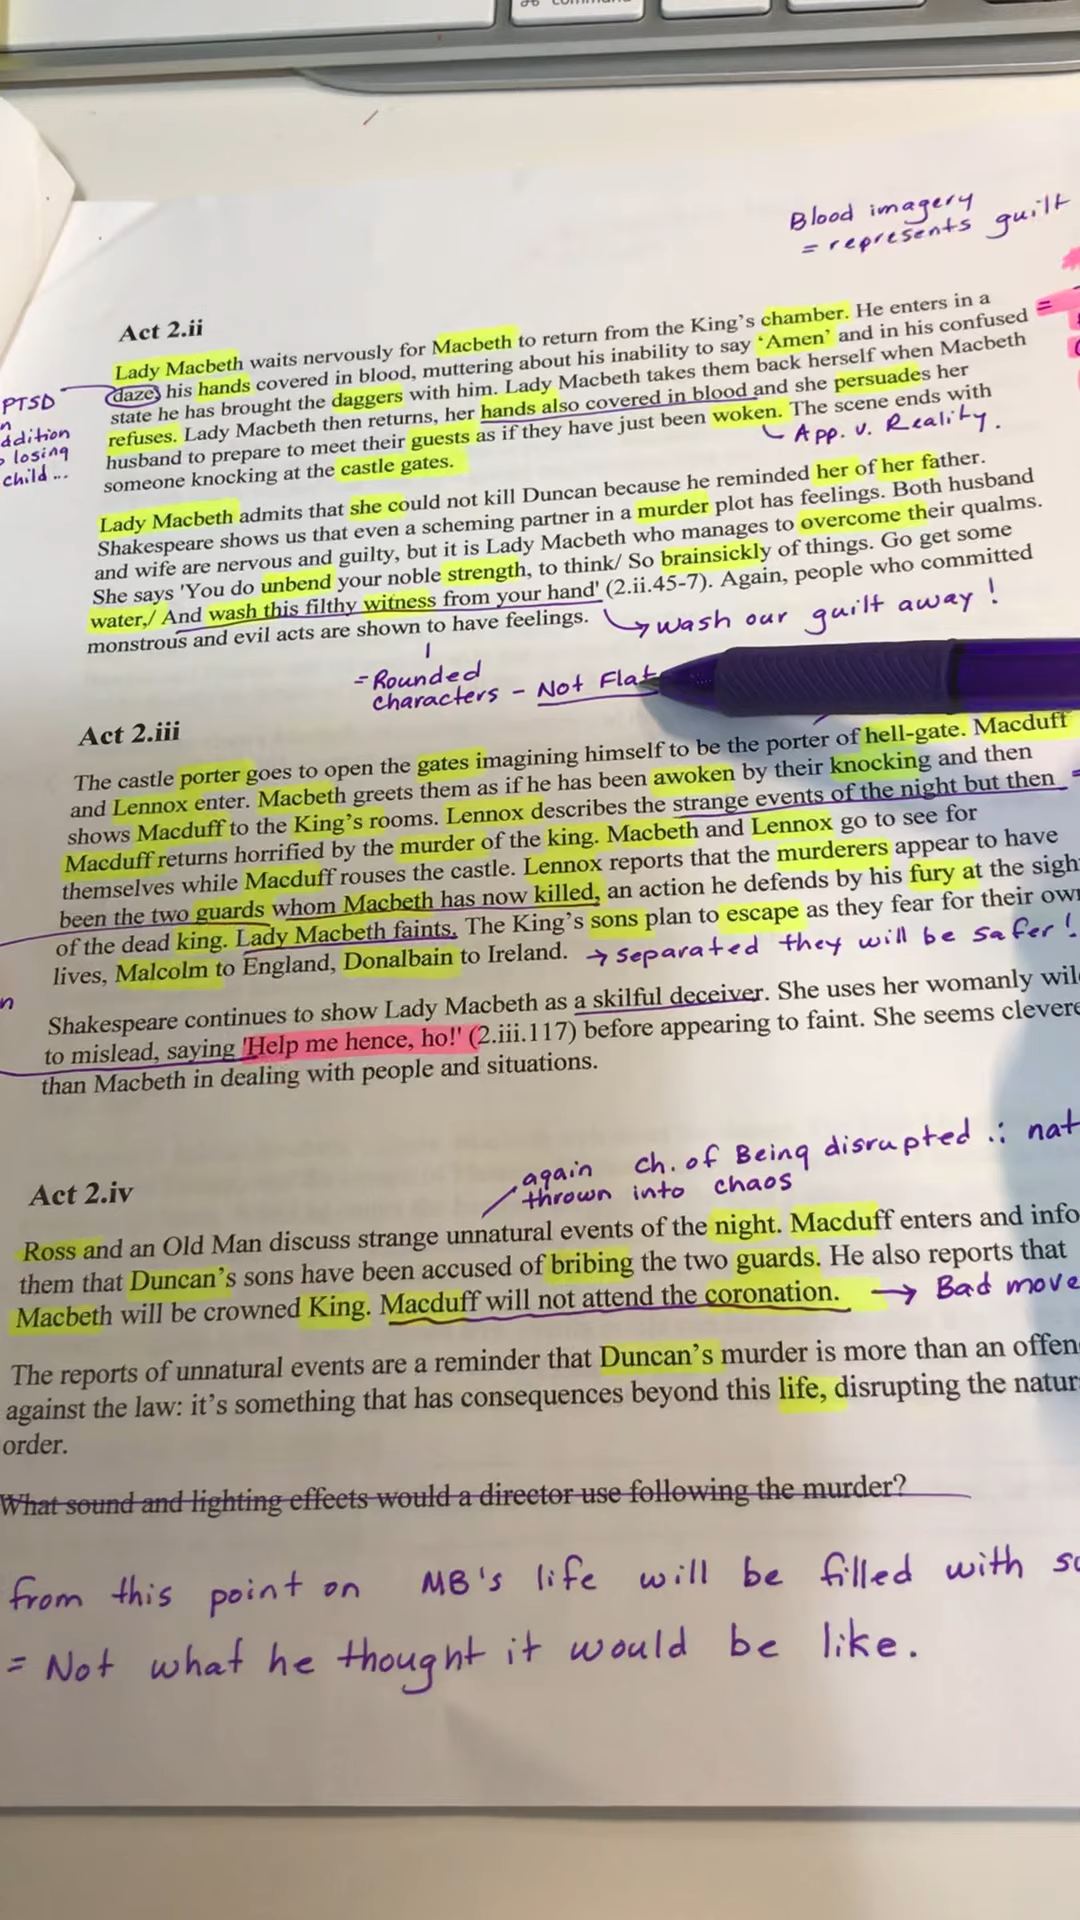 command
Blood imagery
= represents guilt
Act 2.ii
Lady Macbeth waits nervously for Macbeth to return from the King's chamber. He enters in a
daze, his hands covered in blood, muttering about his inability to say 'Amen' and in his confused
state he has brought the daggers with him. Lady Macbeth takes them back herself when Macbeth
refuses. Lady Macbeth then returns, her hands also covered in blood and she persuades her
husband to prepare to meet their guests as if they have just been woken. The scene ends with
someone knocking at the castle gates.
App. v. Reality.
PTSD
addition
losing
child...
Lady Macbeth admits that she could not kill Duncan because he reminded her of her father.
Shakespeare shows us that even a scheming partner in a murder plot has feelings. Both husband
and wife are nervous and guilty, but it is Lady Macbeth who manages to overcome their qualms.
She says 'You do unbend your noble strength, to think/ So brainsickly of things. Go get some
water,/ And wash this filthy witness from your hand' (2.ii.45-7). Again, people who committed
monstrous and evil acts are shown to have feelings.
→ wash our guilt away!
= Rounded
characters - Not Flat
Act 2.iii
The castle porter goes to open the gates imagining himself to be the porter of hell-gate. Macduff
and Lennox enter. Macbeth greets them as if he has been awoken by their knocking and then
shows Macduff to the King's rooms. Lennox describes the strange events of the night but then
Macduff returns horrified by the murder of the king. Macbeth and Lennox go to see for
themselves while Macduff rouses the castle. Lennox reports that the murderers appear to have
been the two guards whom Macbeth has now killed, an action he defends by his fury at the sigh
of the dead king. Lady Macbeth faints. The King's sons plan to escape as they fear for their own
lives, Malcolm to England, Donalbain to Ireland. → separated they will be safer!
Shakespeare continues to show Lady Macbeth as a skilful deceiver. She uses her womanly wil
to mislead, saying 'Help me hence, ho!' (2.iii.117) before appearing to faint. She seems clevere
than Macbeth in dealing with people and situations.
again ch. of Being disrupted ∴ nat
thrown into chaos
Act 2.iv
Ross and an Old Man discuss strange unnatural events of the night. Macduff enters and info
them that Duncan's sons have been accused of bribing the two guards. He also reports that
Macbeth will be crowned King. Macduff will not attend the coronation. → Bad move
The reports of unnatural events are a reminder that Duncan's murder is more than an offen
against the law: it's something that has consequences beyond this life, disrupting the natur
order.
What sound and lighting effects would a director use following the murder?
from this point on MB's life will be filled with
= Not what he thought it would be like.